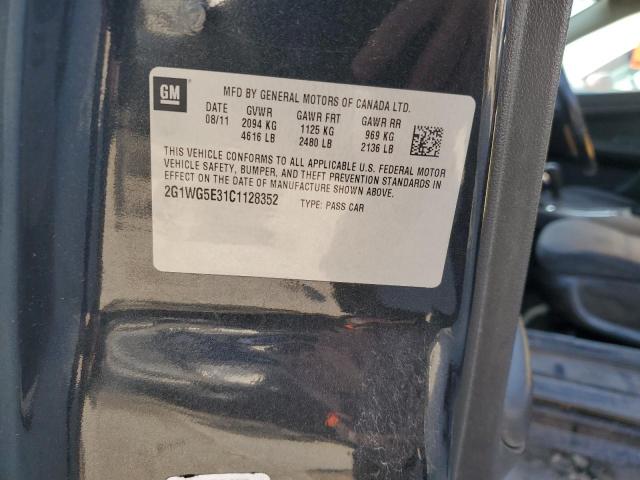 GM
MFD BY GENERAL MOTORS OF CANADA LTD.
DATE GVWR GAWR FRT GAWR RR
08/11 2094 KG 1125 KG 969 KG
4616 LB 2480 LB 2136 LB
THIS VEHICLE CONFORMS TO ALL APPLICABLE U.S. FEDERAL MOTOR
VEHICLE SAFETY, BUMPER, AND THEFT PREVENTION STANDARDS IN
EFFECT ON THE DATE OF MANUFACTURE SHOWN ABOVE.
2G1WG5E31C1128352 TYPE: PASS CAR